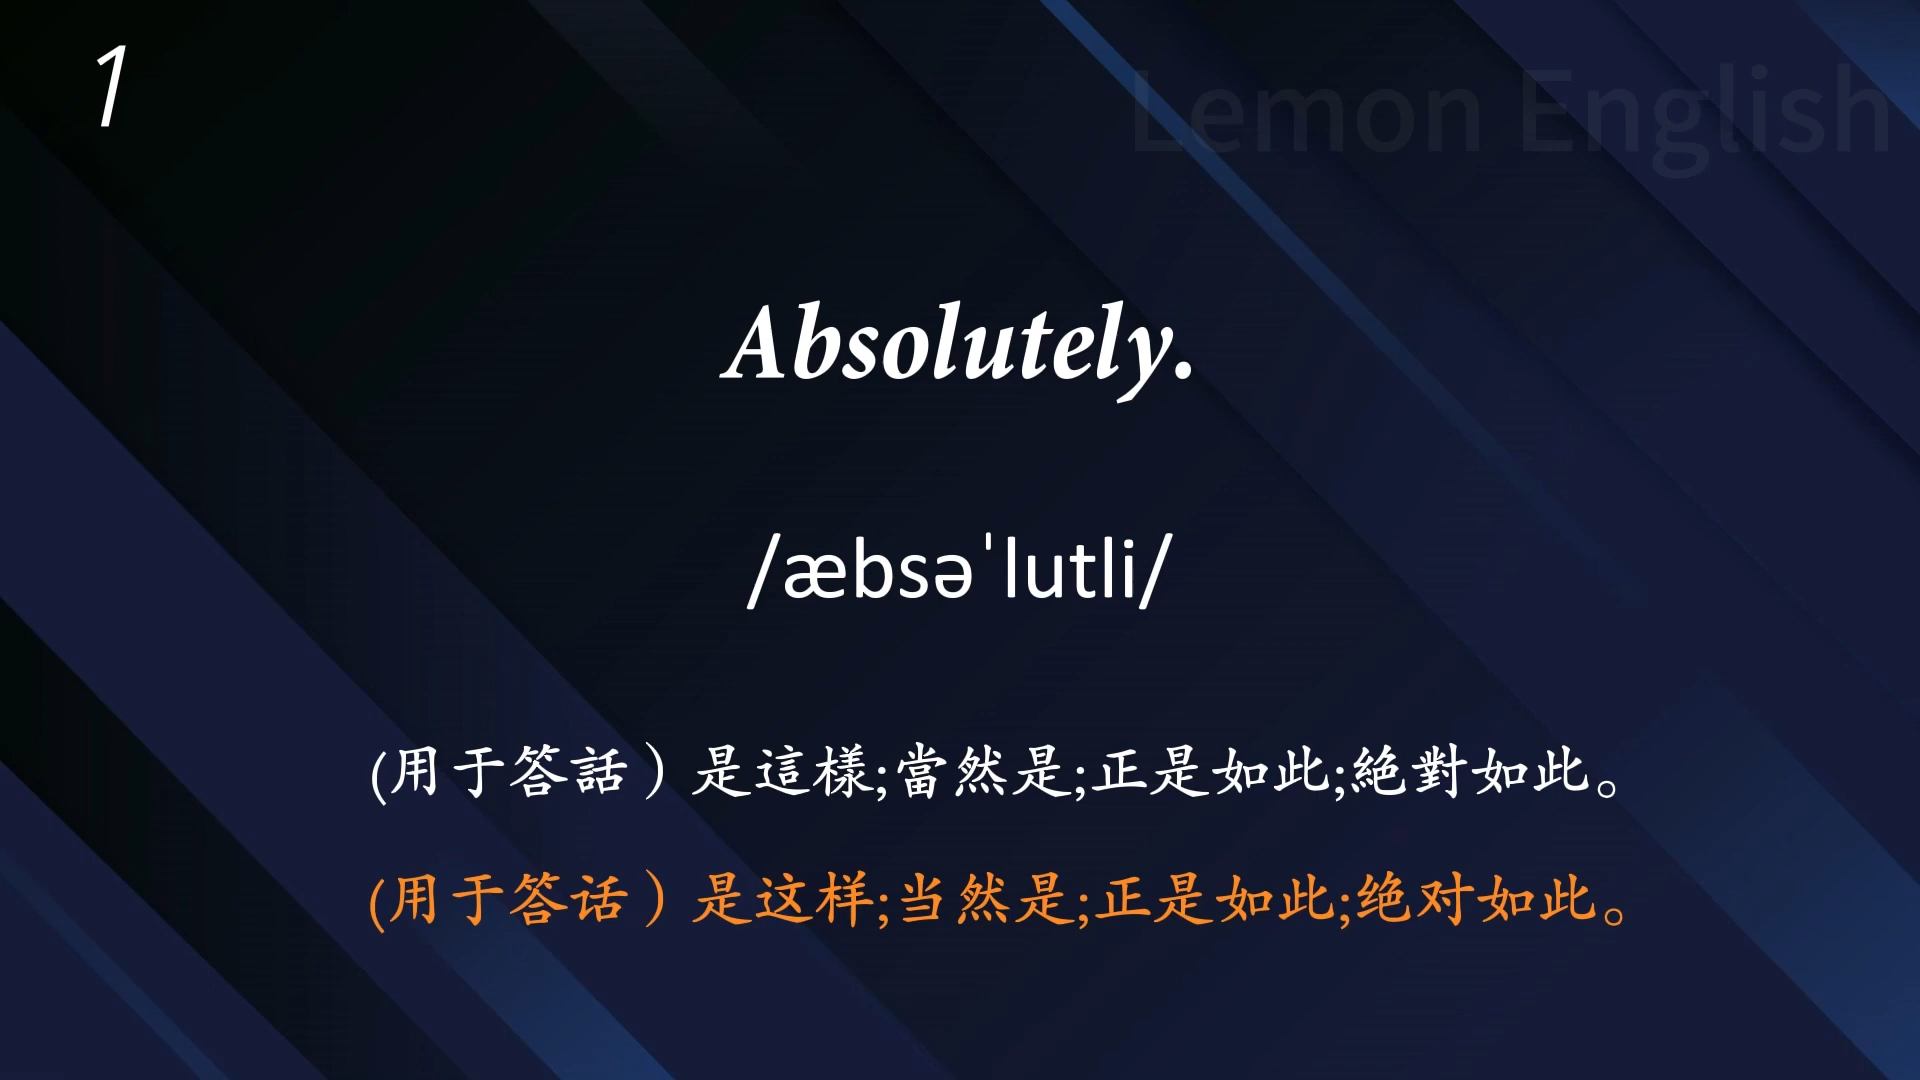 1
Lemon English
Absolutely.
/æbsəˈlutli/
(用于答話）是這樣;當然是;正是如此;絕對如此。
(用于答话）是这样;当然是;正是如此;绝对如此。